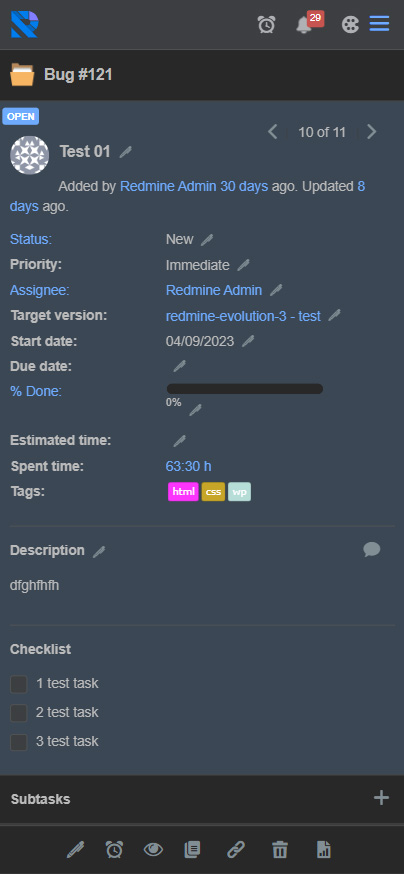 29
Bug #121
OPEN
10 of 11
Test 01
Added by Redmine Admin 30 days ago. Updated 8
days ago.
Status: New
Priority: Immediate
Assignee: Redmine Admin
Target version: redmine-evolution-3 - test
Start date: 04/09/2023
Due date:
% Done:
0%
Estimated time:
Spent time: 63:30 h
Tags: html css wp
Description
dfghfhfh
Checklist
1 test task
2 test task
3 test task
Subtasks